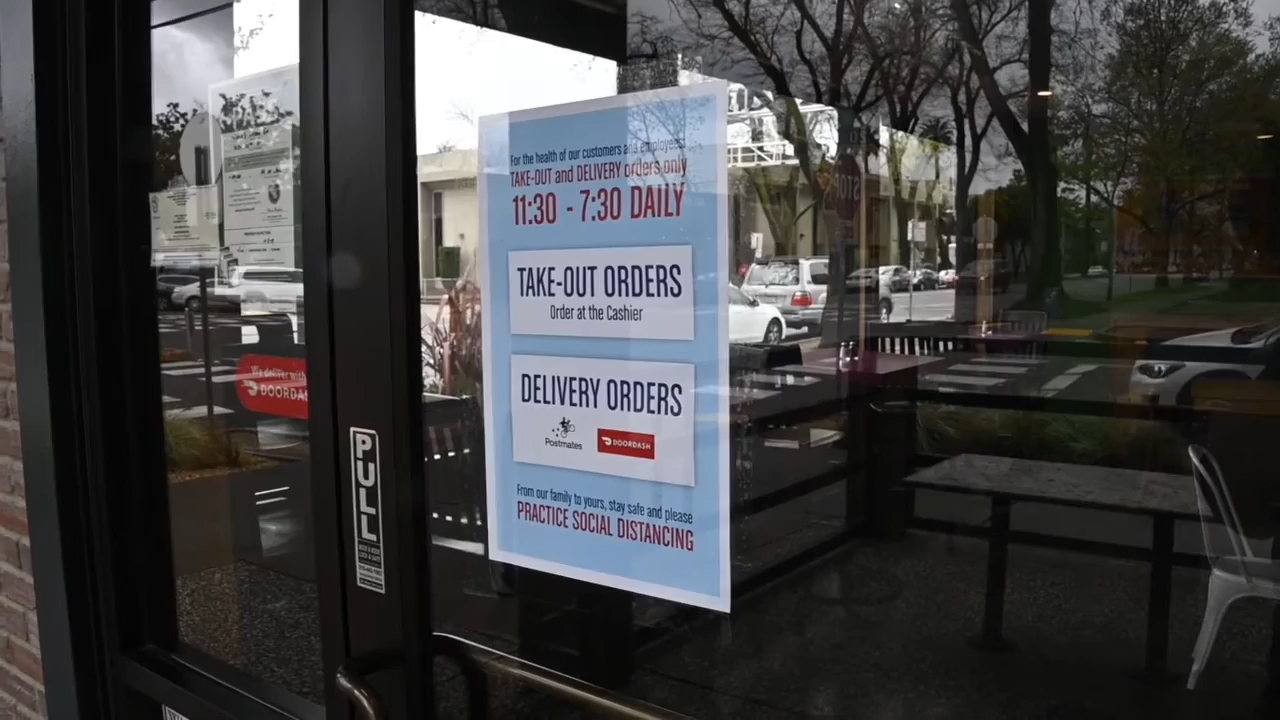 For the health of our customers and employees
TAKE-OUT and DELIVERY orders only
11:30 - 7:30 DAILY
TAKE-OUT ORDERS
Order at the Cashier
DELIVERY ORDERS
Postmates
DOORDASH
From our family to yours, stay safe and please
PRACTICE SOCIAL DISTANCING
We deliver with
DOORDAS
PULL
STOP